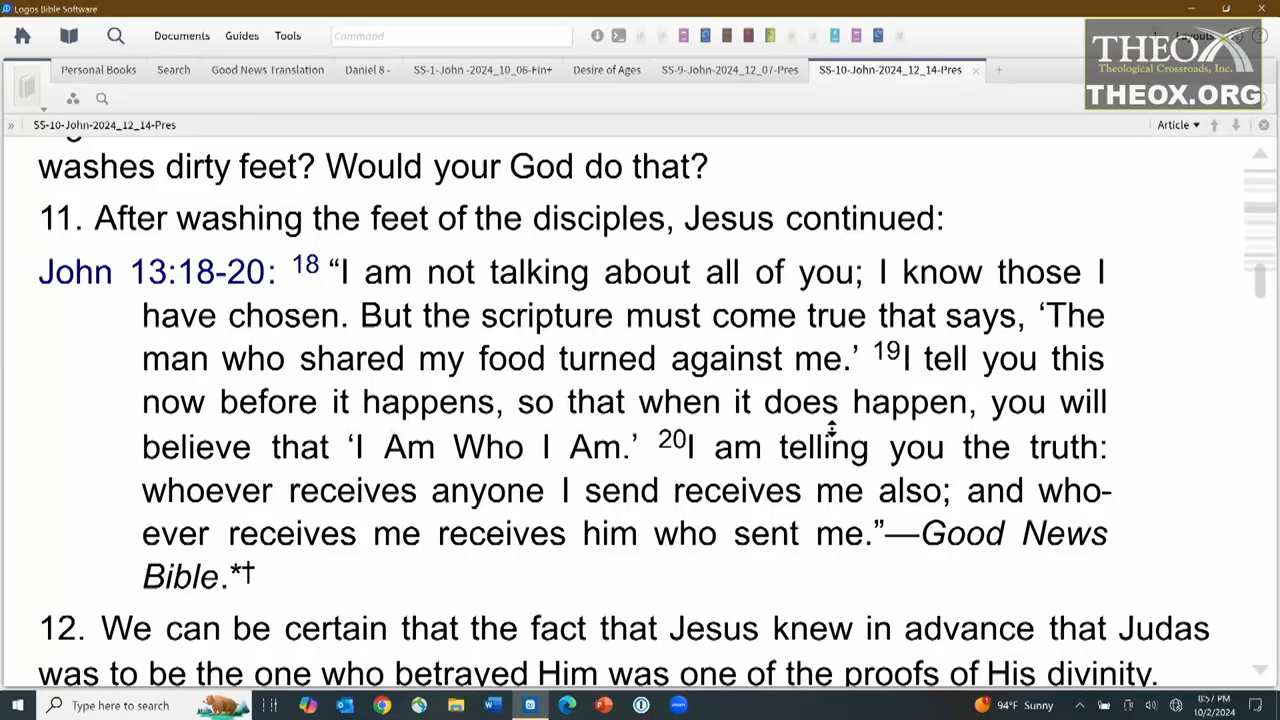 Logos Bible Software
Documents Guides Tools Command Layouts
THEOX
Theological Crossroads, Inc.
THEOX.ORG
Personal Books Search Good News Translation Daniel 8 - SS-9-John-2024_12_07-Pres SS-10-John-2024_12_14-Pres
Desire of Ages
SS-10-John-2024_12_14-Pres Article
washes dirty feet? Would your God do that?
11. After washing the feet of the disciples, Jesus continued:
John 13:18-20: 18 “I am not talking about all of you; I know those I
have chosen. But the scripture must come true that says, ‘The
man who shared my food turned against me.’ 19I tell you this
now before it happens, so that when it does happen, you will
believe that ‘I Am Who I Am.’ 20I am telling you the truth:
whoever receives anyone I send receives me also; and who-
ever receives me receives him who sent me.”—Good News
Bible.*†
12. We can be certain that the fact that Jesus knew in advance that Judas
was to be the one who betrayed Him was one of the proofs of His divinity.
Type here to search 94°F Sunny 8:57 PM
10/2/2024